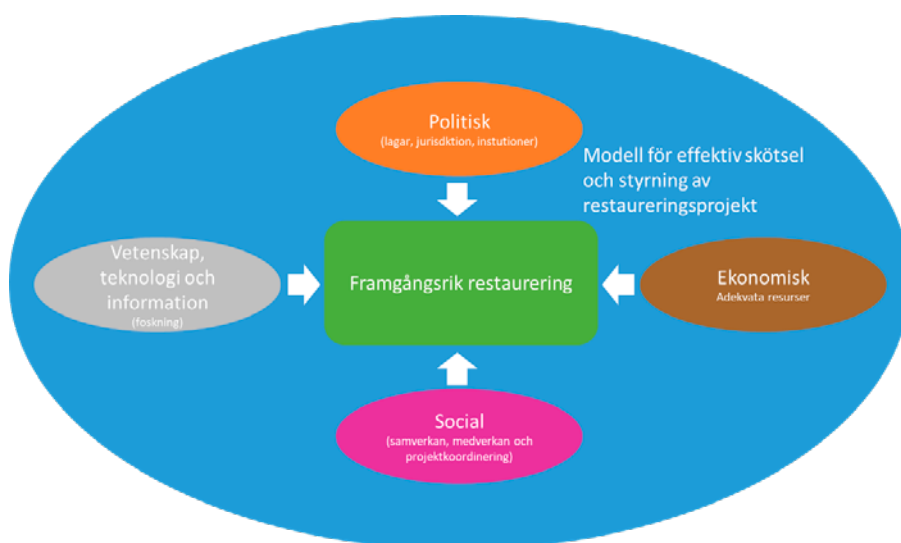 Politisk
(lagar, jurisdktion, instutioner)
Modell för effektiv skötsel
och styrning av
restaureringsprojekt
Vetenskap,
teknologi och
information
(foskning)
Framgångsrik restaurering
Ekonomisk
Adekvata resurser
Social
(samverkan, medverkan och
projektkoordinering)